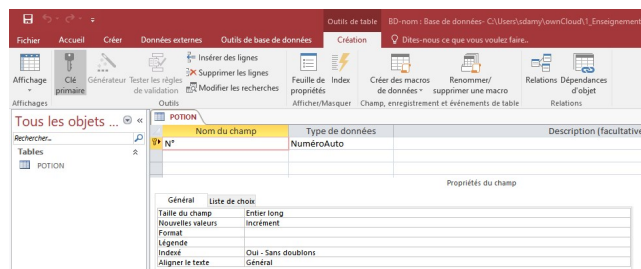 Outils de table BD-nom : Base de données- C:\Users\sdamy\ownCloud\1_Enseignement
Fichier Accueil Créer Données externes Outils de base de données Création Dites-nous ce que vous voulez faire..
Affichage
Clé primaire
Générateur
Tester les règles de validation
Insérer des lignes
Supprimer les lignes
Modifier les recherches
Feuille de propriétés
Index
Créer des macros de données
Renommer/ supprimer une macro
Relations
Dépendances d'objet
Affichages Outils Afficher/Masquer Champ, enregistrement et événements de table Relations
Tous les objets ... «
Rechercher...
Tables
POTION
POTION
Nom du champ Type de données Description (facultative
N° NuméroAuto
Propriétés du champ
Général Liste de choix
Taille du champ Entier long
Nouvelles valeurs Incrément
Format
Légende
Indexé Oui - Sans doublons
Aligner le texte Général